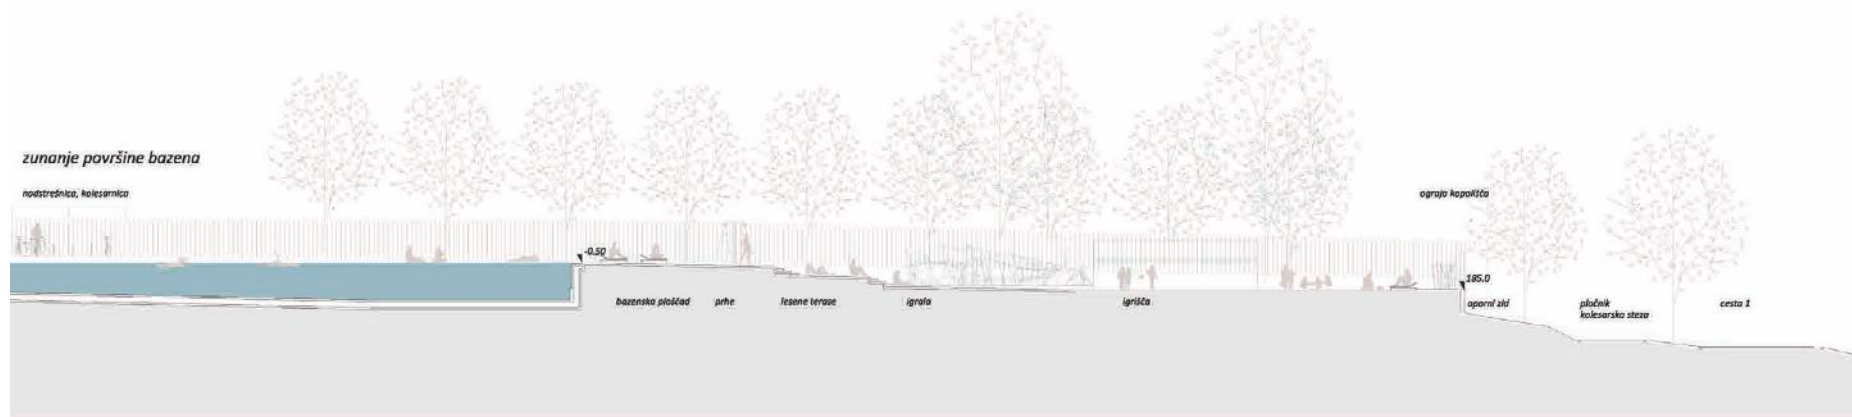 zunanje površine bazena
nadstrešnica, kolesarnica
ograja kopališča
-0.50
185.0
bazenska ploščad
prhe
lesene terase
igrala
igrišča
oporni zid
pločnik
kolesarska steza
cesta 1